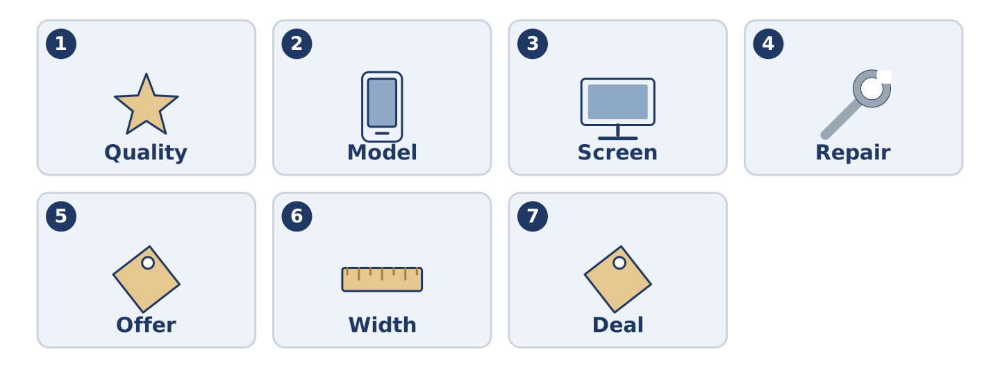 1
Quality
2
Model
3
Screen
4
Repair
5
Offer
6
Width
7
Deal